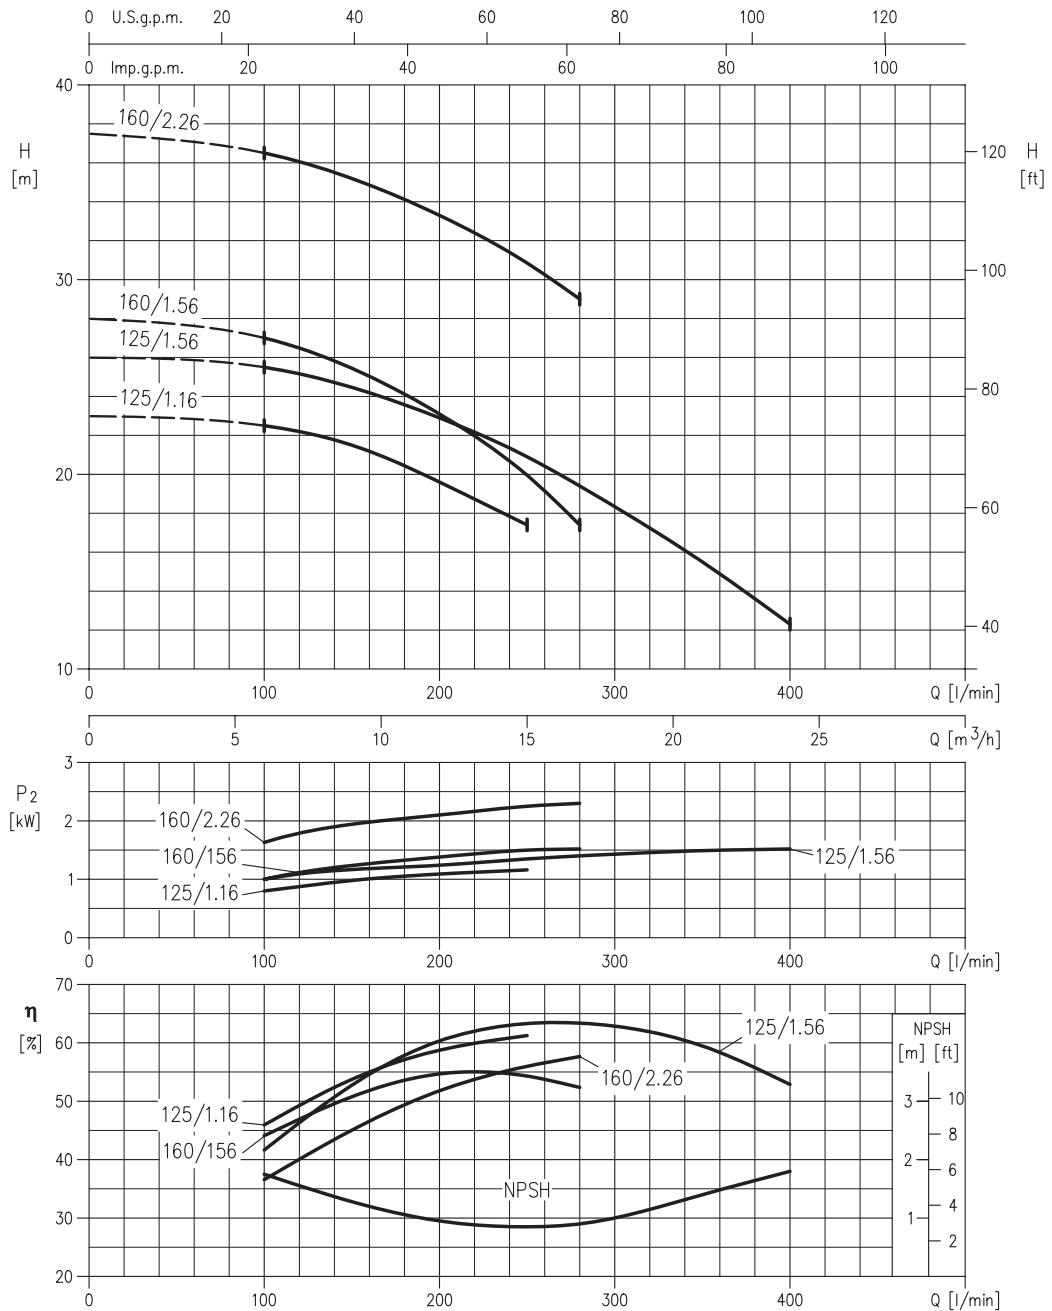 0 U.S.g.p.m. 20 40 60 80 100 120
0 Imp.g.p.m. 20 40 60 80 100
40
160/2.26
H
[m]
120 H
[ft]
100
30
160/1.56
125/1.56
80
125/1.16
20
60
40
10
0 100 200 300 400 Q [l/min]
0 5 10 15 20 25 Q [m³/h]
3
P2
[kW]
2
160/2.26
160/156
125/1.56
1
125/1.16
0
0 100 200 300 400 Q [l/min]
70
η
[%]
125/1.56
NPSH
[m] [ft]
60
160/2.26
50
3 10
125/1.16
8
160/156
40
2
6
NPSH
4
30
1
2
20
0 100 200 300 400 Q [l/min]